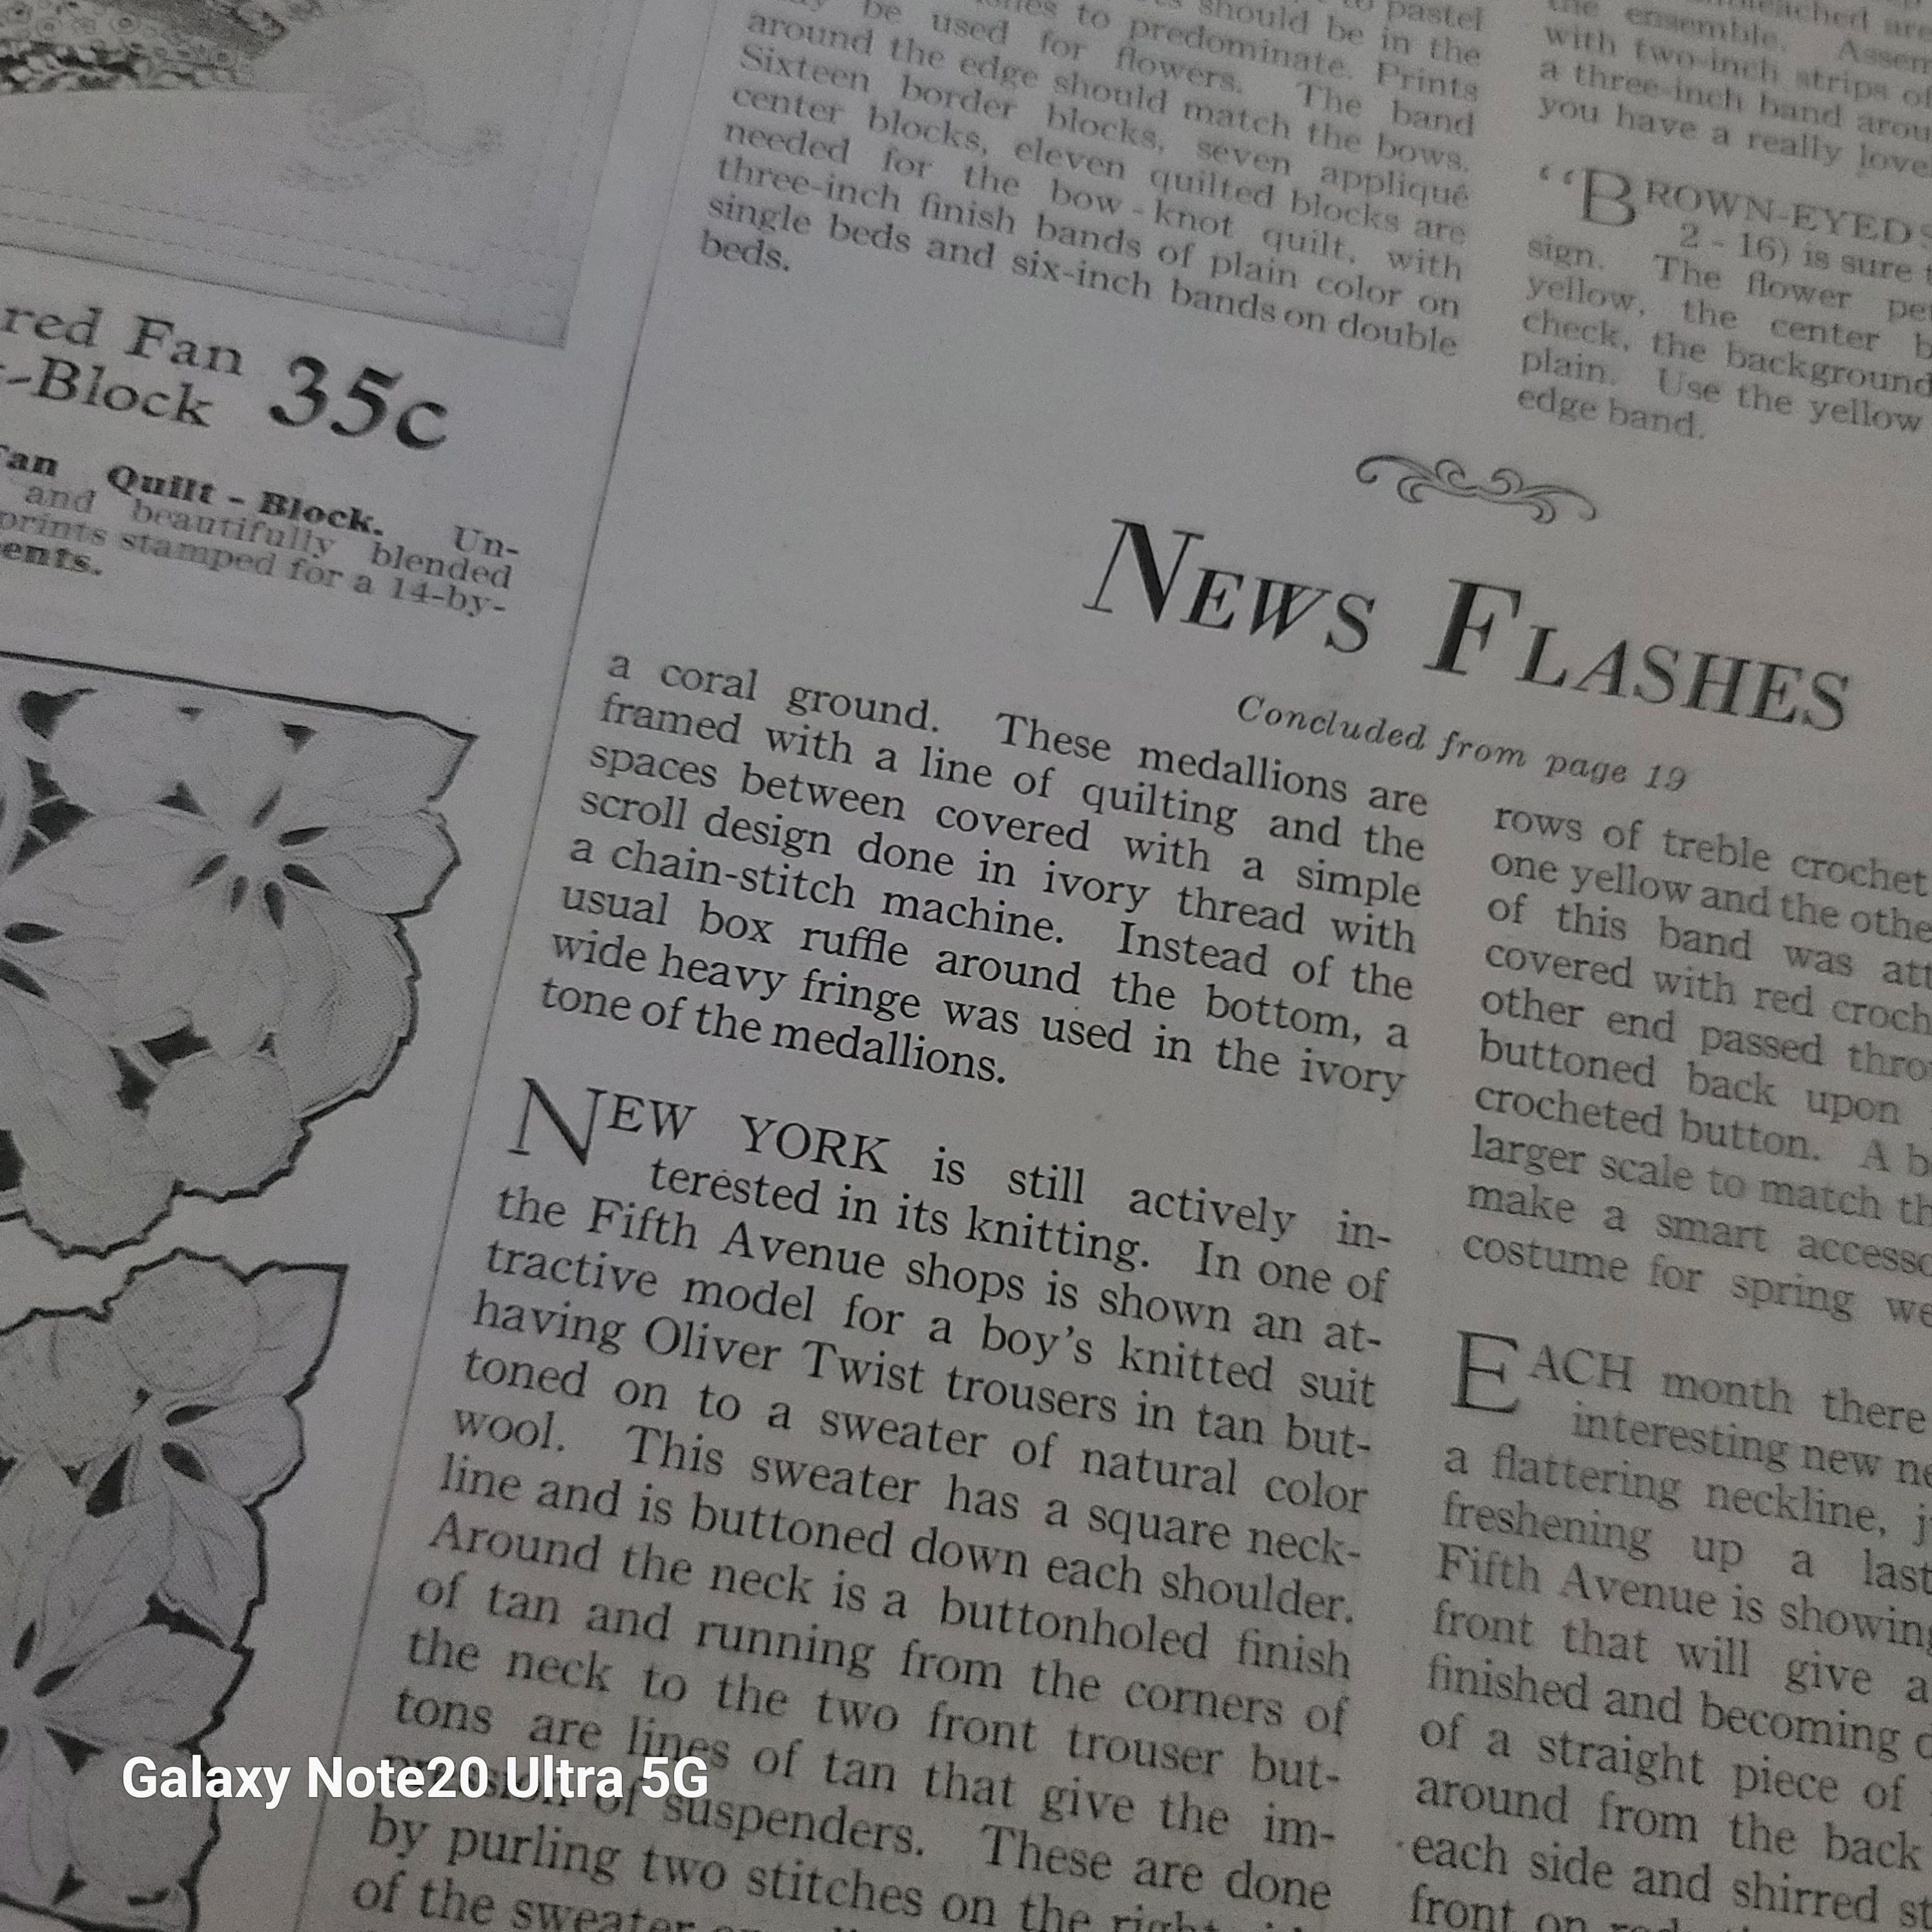 red Fan
-Block
35c
Fan Quilt - Block. Un-
and beautifully blended
prints stamped for a 14-by-
ents.
pastel
should be in the
to predominate. Prints
be used for flowers. The band
around the edge should match the bows.
Sixteen border blocks, seven appliqué
center blocks, eleven quilted blocks are
needed for the bow-knot quilt, with
three-inch finish bands of plain color on
single beds and six-inch bands on double
beds.
the ensemble. Assem
with two-inch strips of
a three-inch band arou
you have a really love
“BROWN-EYED S
2 - 16) is sure t
sign. The flower pe
yellow, the center b
check, the background
plain. Use the yellow
edge band.
NEWS FLASHES
Concluded from page 19
a coral ground. These medallions are
framed with a line of quilting and the
spaces between covered with a simple
scroll design done in ivory thread with
a chain-stitch machine. Instead of the
usual box ruffle around the bottom, a
wide heavy fringe was used in the ivory
tone of the medallions.
NEW YORK is still actively in-
terested in its knitting. In one of
the Fifth Avenue shops is shown an at-
tractive model for a boy’s knitted suit
having Oliver Twist trousers in tan but-
toned on to a sweater of natural color
wool. This sweater has a square neck-
line and is buttoned down each shoulder.
Around the neck is a buttonholed finish
of tan and running from the corners of
the neck to the two front trouser but-
tons are lines of tan that give the im-
pression of suspenders. These are done
by purling two stitches on the right
of the sweater
rows of treble crochet
one yellow and the othe
of this band was att
covered with red croch
other end passed thro
buttoned back upon
crocheted button. A b
larger scale to match th
make a smart accesso
costume for spring we
EACH month there
interesting new ne
a flattering neckline, j
freshening up a last
Fifth Avenue is showing
front that will give a
finished and becoming
of a straight piece of
around from the back
each side and shirred s
front on
Galaxy Note20 Ultra 5G